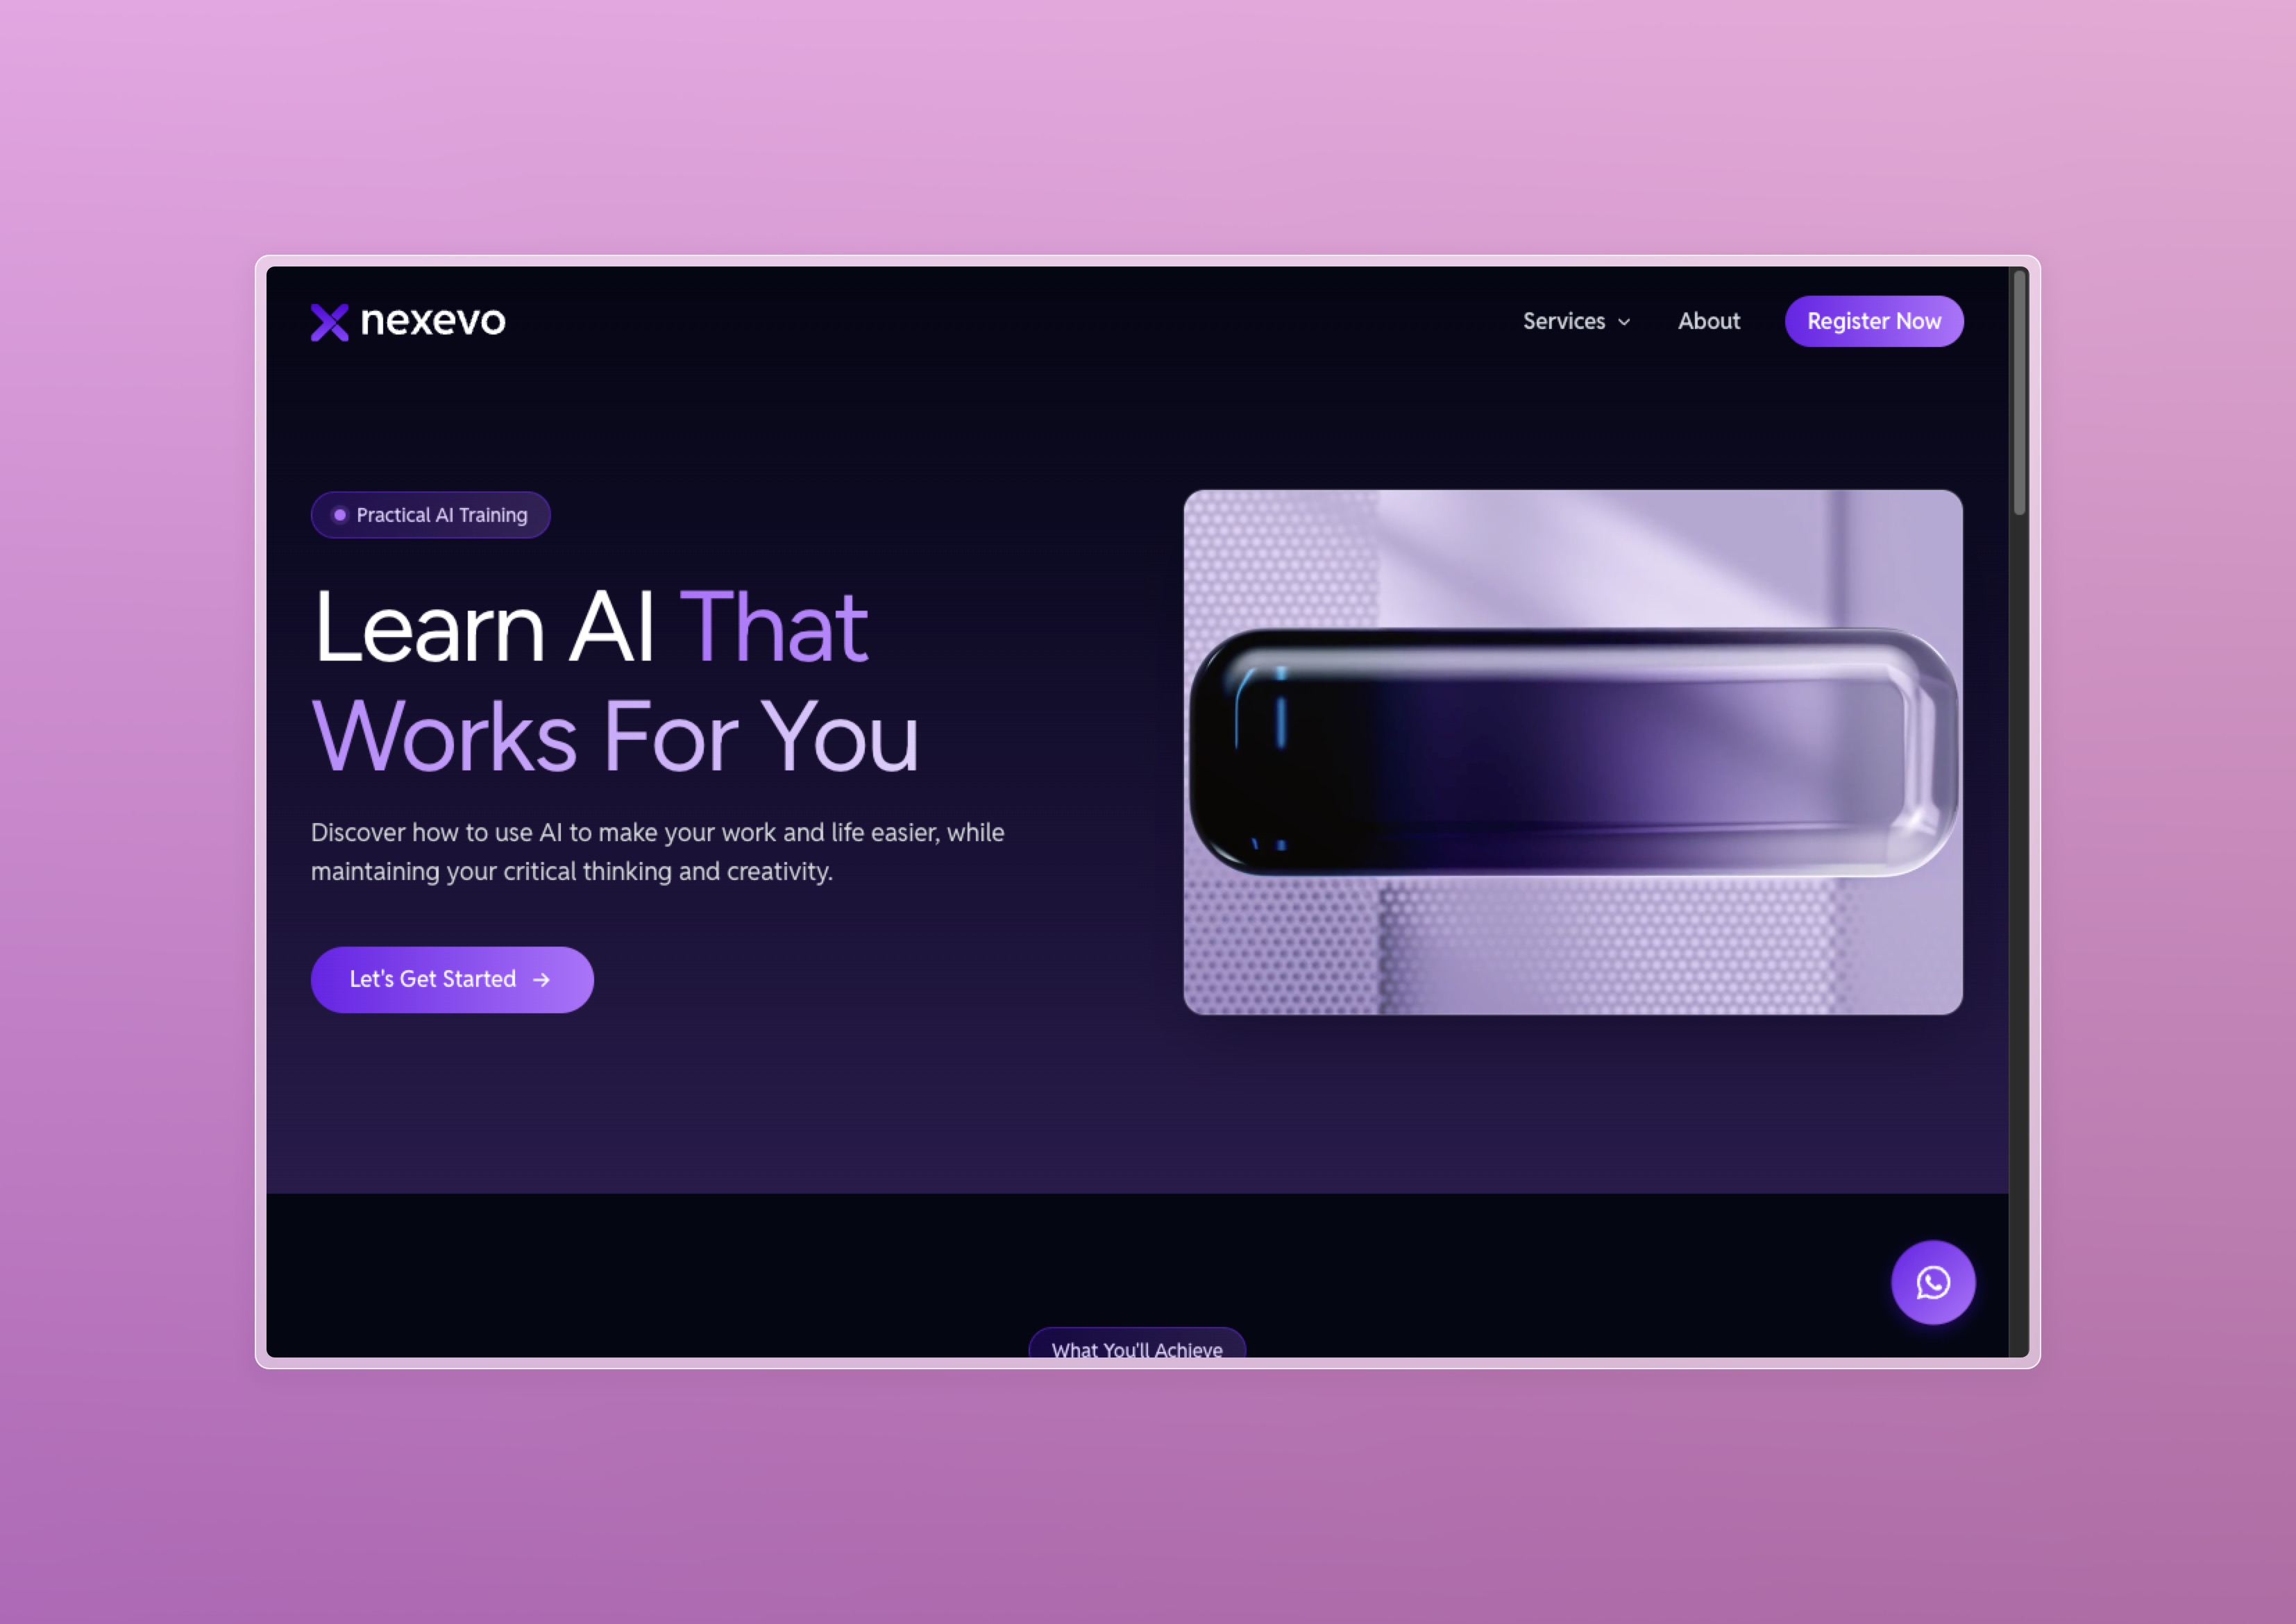 nexevo
Services
About
Register Now
Practical AI Training
Learn AI That
Works For You
Discover how to use AI to make your work and life easier, while
maintaining your critical thinking and creativity.
Let's Get Started →
What You'll Achieve